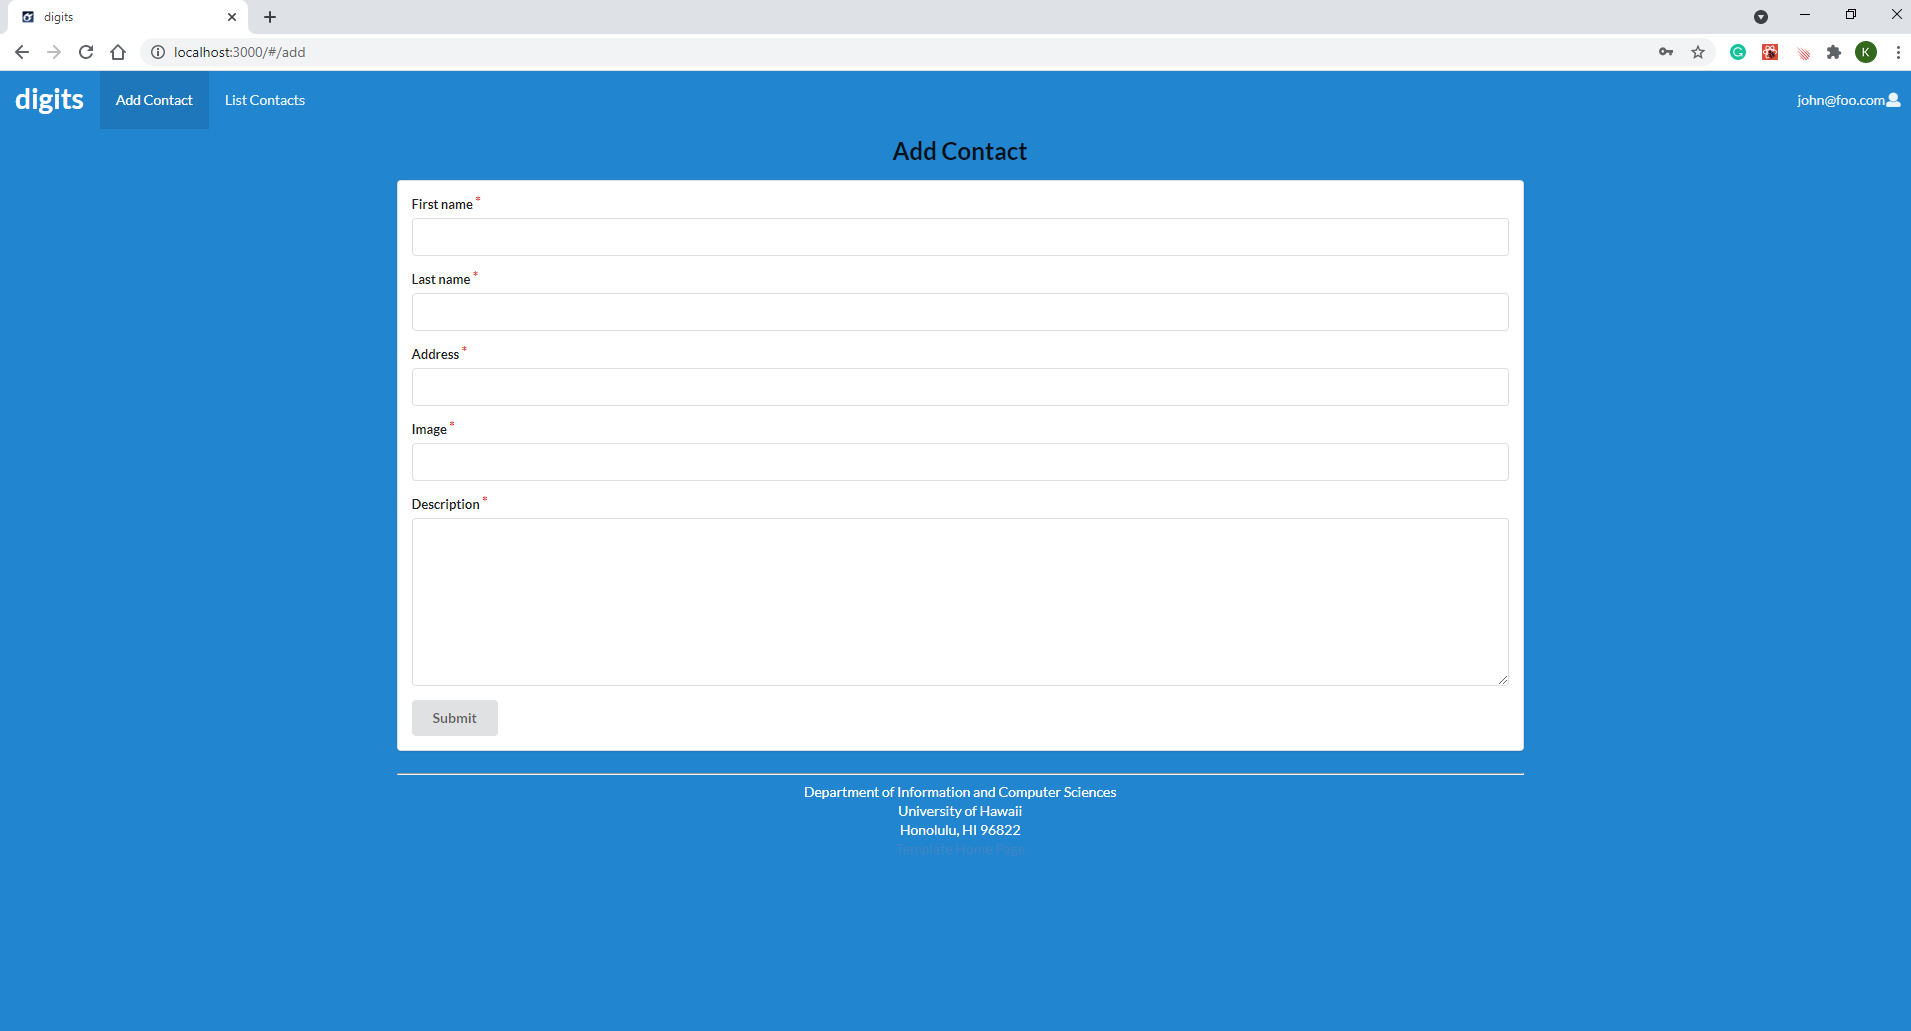 digits
localhost:3000/#/add
K
digits
Add Contact
List Contacts
john@foo.com
Add Contact
First name *
Last name *
Address *
Image *
Description *
Submit
Department of Information and Computer Sciences
University of Hawaii
Honolulu, HI 96822
Template Home Page